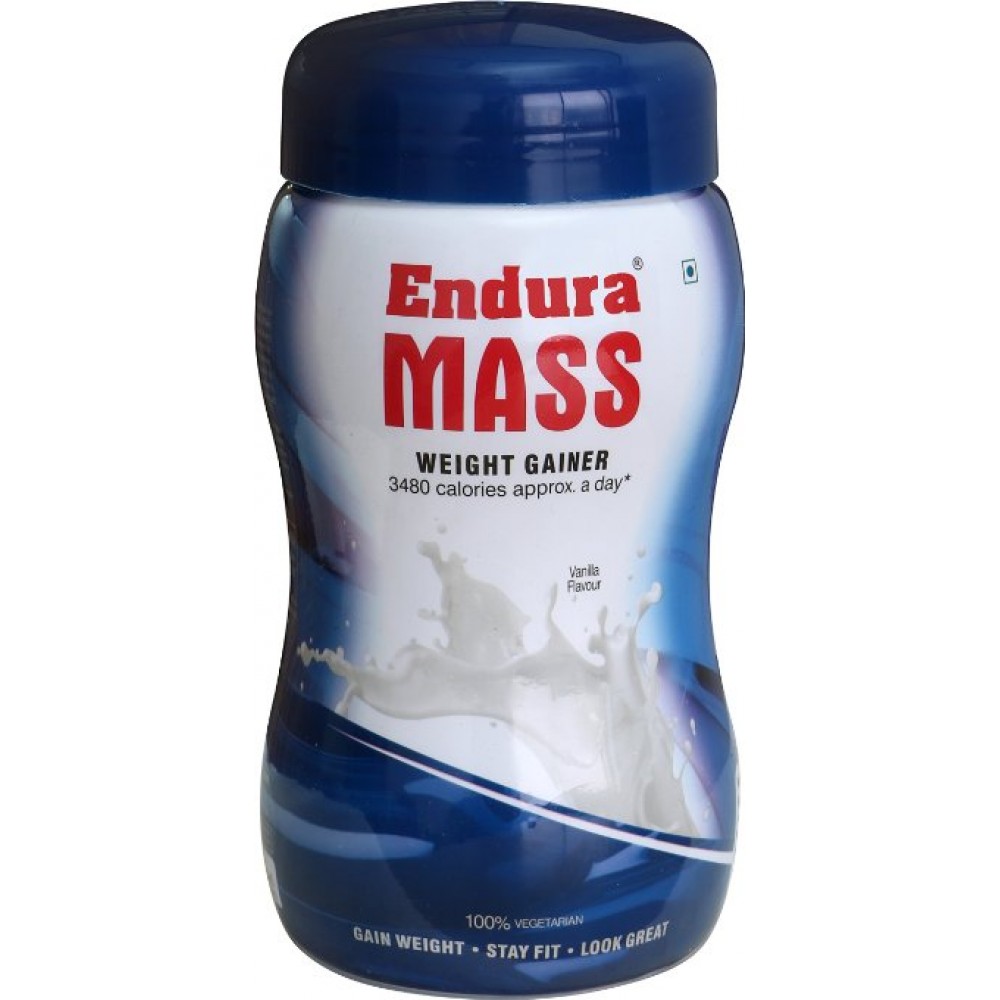 Endura®
MASS
WEIGHT GAINER
3480 calories approx. a day*
Vanilla
Flavour
100% VEGETARIAN
GAIN WEIGHT • STAY FIT • LOOK GREAT